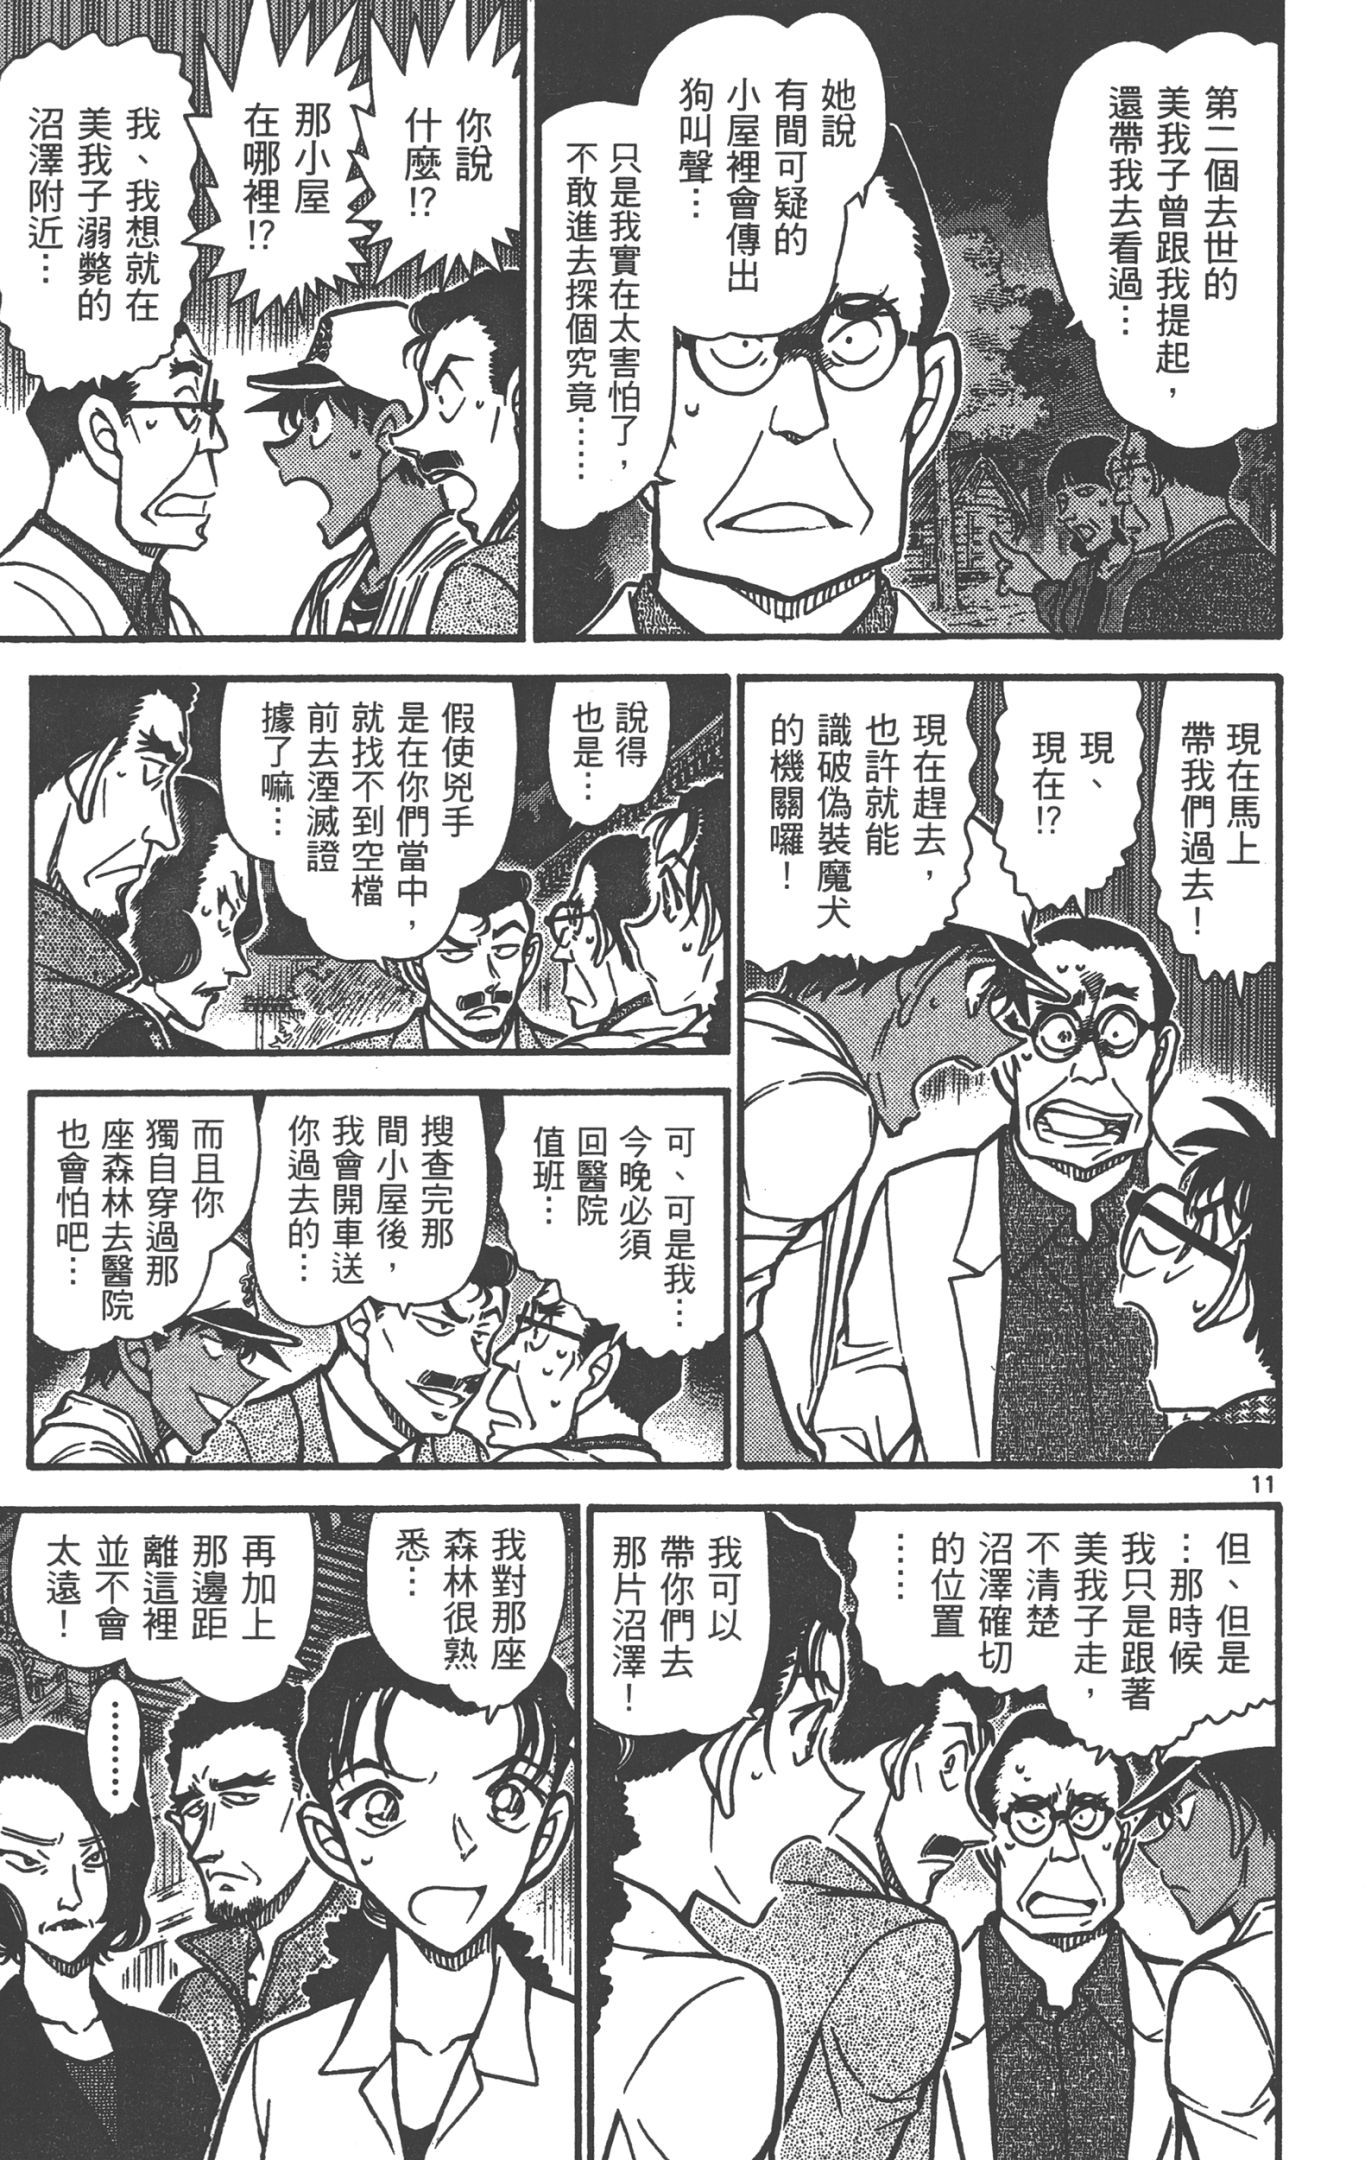 第二個去世的
美我子曾跟我提起，
還帶我去看過…
她說
有間可疑的
小屋裡會傳出
狗叫聲…
只是我實在太害怕了，
不敢進去探個究竟……
你說
什麼!?
那小屋
在哪裡!?
我、我想就在
美我子溺斃的
沼澤附近…
現在馬上
帶我們過去！
現、
現在!?
現在趕去，
也許就能
識破偽裝魔犬
的機關囉！
說得
也是…
假使兇手
是在你們當中，
就找不到空檔
前去湮滅證
據了嘛…
可、可是我…
今晚必須
回醫院
值班…
搜查完那
間小屋後，
我會開車送
你過去的…
而且你
獨自穿過那
座森林去醫院
也會怕吧…
11
但、但是
…那時候
我只是跟著
美我子走，
不清楚
沼澤確切
的位置
……
我可以
帶你們去
那片沼澤！
我對那座
森林很熟
悉…
再加上
那邊距
離這裡
並不會
太遠！
………